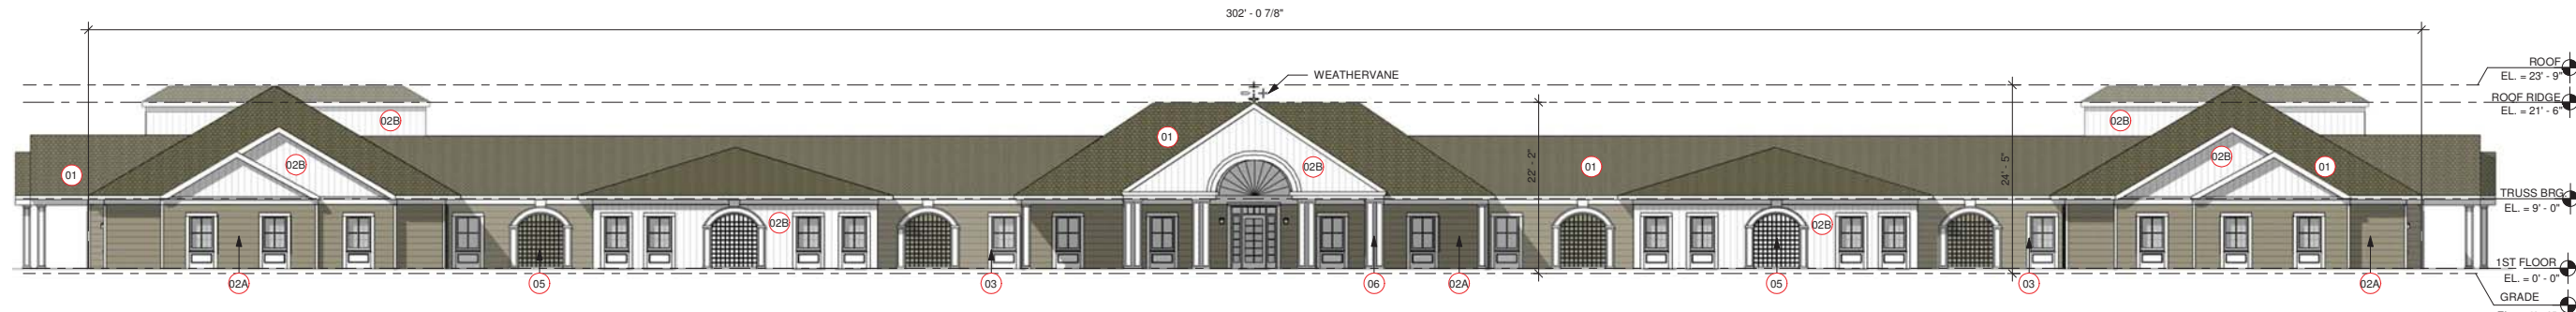 302' - 0 7/8"
WEATHERVANE
ROOF
EL. = 23' - 9"
ROOF RIDGE
EL. = 21' - 6"
02B
02B
01
01
02B
02B
01
02B
01
22' - 2"
24' - 5"
TRUSS BRG
EL. = 9' - 0"
02B
02B
1ST FLOOR
EL. = 0' - 0"
02A
05
03
06
02A
05
03
02A
GRADE